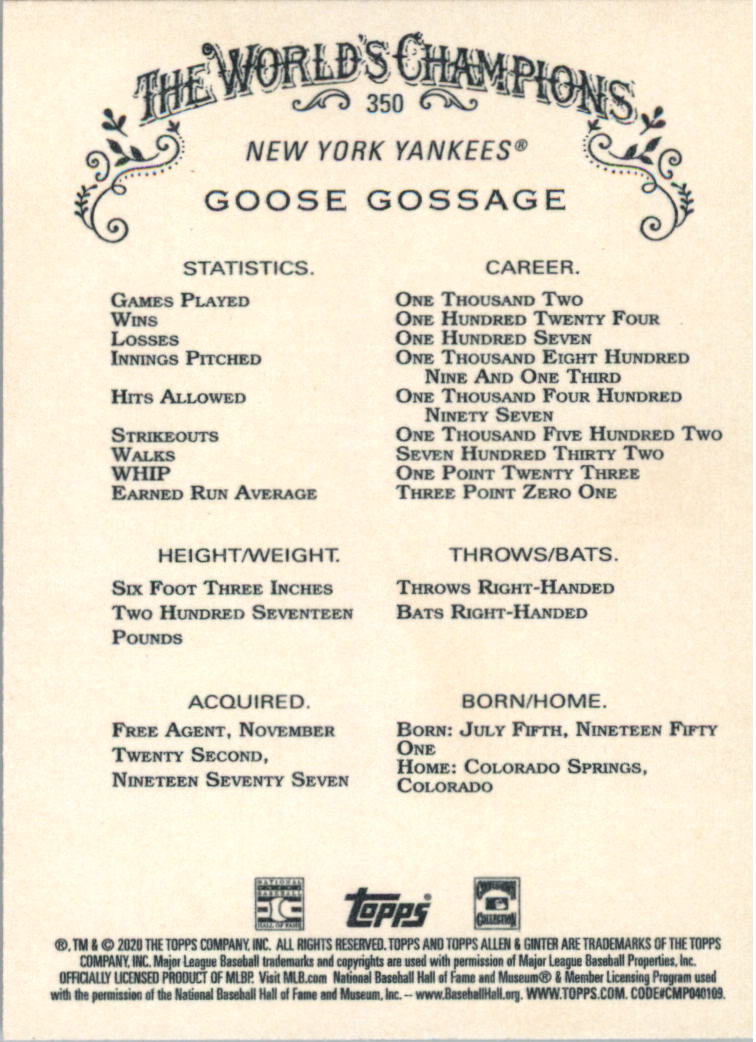 THE WORLD'S CHAMPIONS
350
NEW YORK YANKEES®
GOOSE GOSSAGE
STATISTICS. CAREER.
GAMES PLAYED ONE THOUSAND TWO
WINS ONE HUNDRED TWENTY FOUR
LOSSES ONE HUNDRED SEVEN
INNINGS PITCHED ONE THOUSAND EIGHT HUNDRED
NINE AND ONE THIRD
HITS ALLOWED ONE THOUSAND FOUR HUNDRED
NINETY SEVEN
STRIKEOUTS ONE THOUSAND FIVE HUNDRED TWO
WALKS SEVEN HUNDRED THIRTY TWO
WHIP ONE POINT TWENTY THREE
EARNED RUN AVERAGE THREE POINT ZERO ONE
HEIGHT/WEIGHT.
SIX FOOT THREE INCHES
TWO HUNDRED SEVENTEEN
POUNDS
THROWS/BATS.
THROWS RIGHT-HANDED
BATS RIGHT-HANDED
ACQUIRED.
FREE AGENT, NOVEMBER
TWENTY SECOND,
NINETEEN SEVENTY SEVEN
BORN/HOME.
BORN: JULY FIFTH, NINETEEN FIFTY
ONE
HOME: COLORADO SPRINGS,
COLORADO
NATIONAL
BASEBALL
HALL OF FAME
topps®
COOPERSTOWN
COLLECTION
®, TM & © 2020 THE TOPPS COMPANY, INC. ALL RIGHTS RESERVED. TOPPS AND TOPPS ALLEN & GINTER ARE TRADEMARKS OF THE TOPPS
COMPANY, INC. Major League Baseball trademarks and copyrights are used with permission of Major League Baseball Properties, Inc.
OFFICIALLY LICENSED PRODUCT OF MLBP. Visit MLB.com National Baseball Hall of Fame and Museum® & Member Licensing Program used
with the permission of the National Baseball Hall of Fame and Museum, Inc. -- www.BaseballHall.org. WWW.TOPPS.COM. CODE#CMP040109.